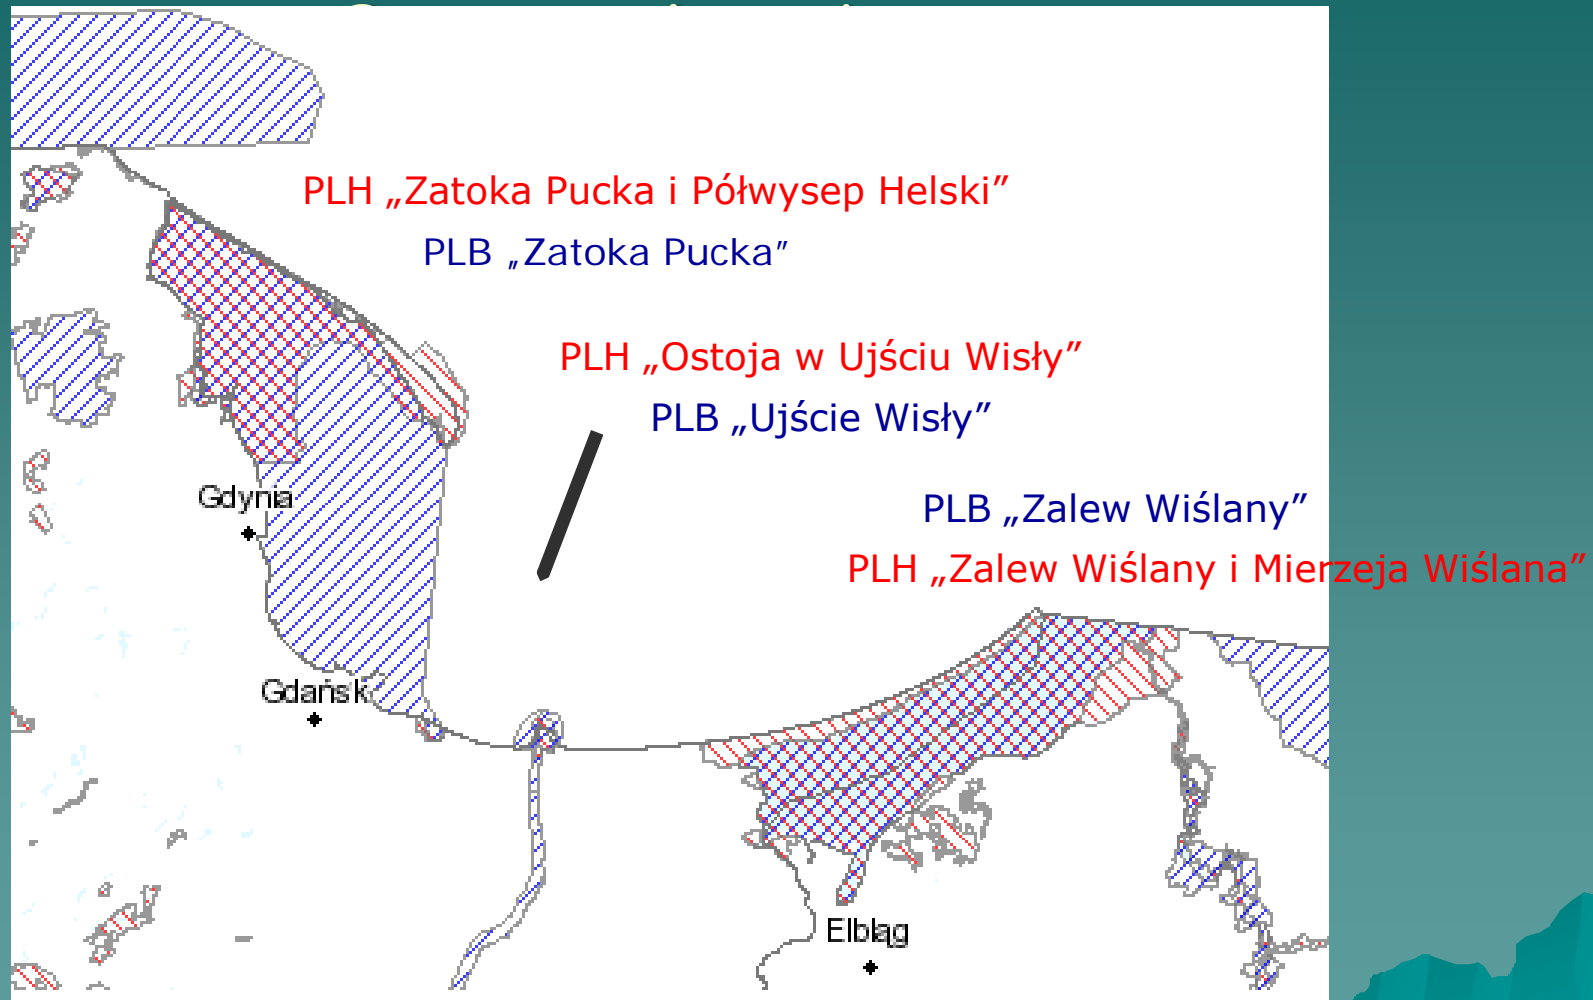 PLH „Zatoka Pucka i Półwysep Helski”
PLB „Zatoka Pucka”
PLH „Ostoja w Ujściu Wisły”
PLB „Ujście Wisły”
Gdynia
PLB „Zalew Wiślany”
PLH „Zalew Wiślany i Mierzeja Wiślana”
Gdańsk
Elbląg